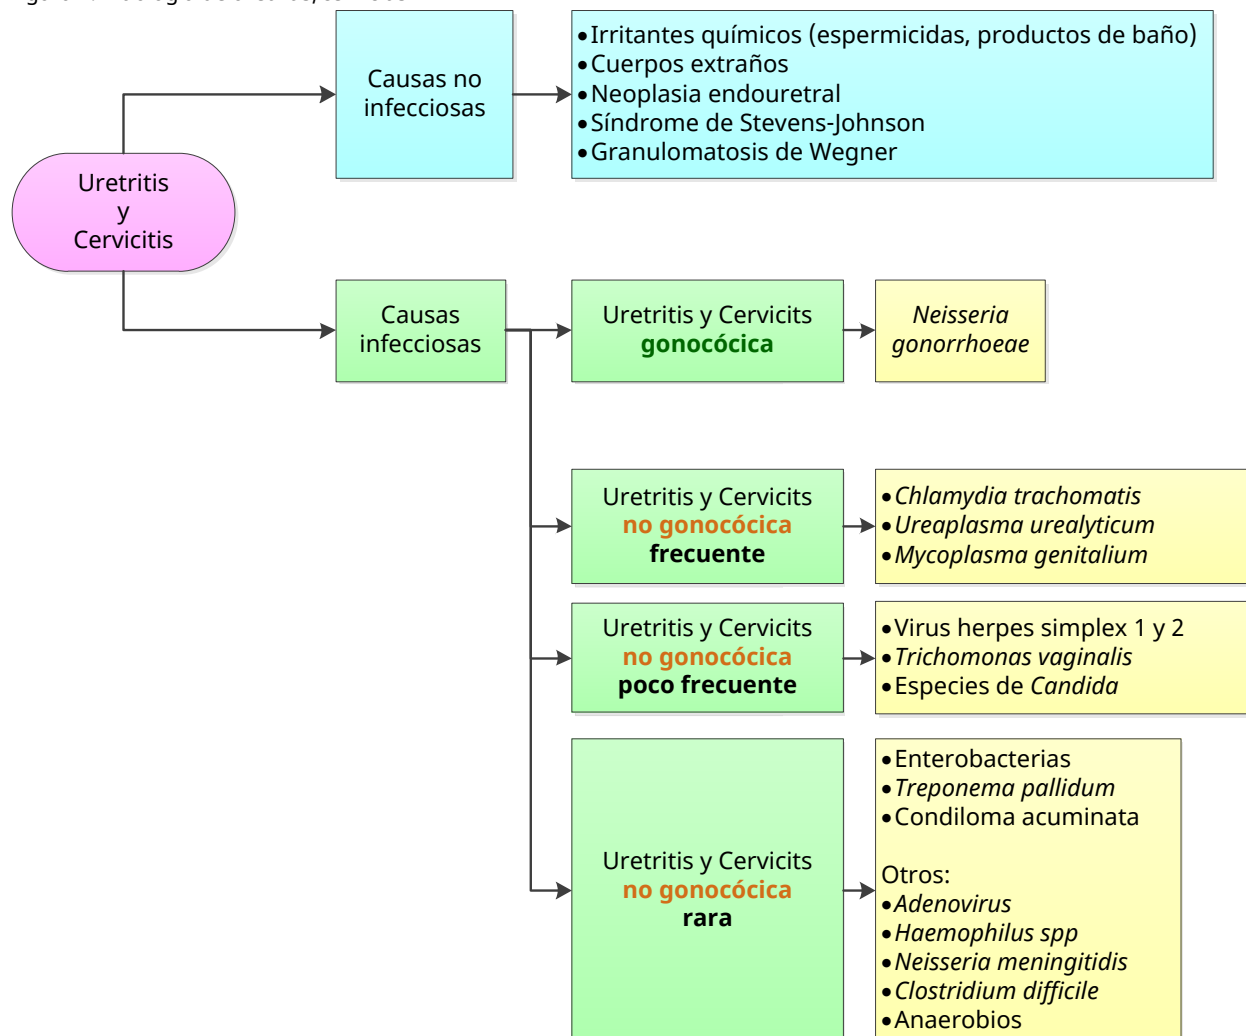 Uretritis
y
Cervicitis
Causas no
infecciosas
•Irritantes químicos (espermicidas, productos de baño)
•Cuerpos extraños
•Neoplasia endouretral
•Síndrome de Stevens-Johnson
•Granulomatosis de Wegner
Causas
infecciosas
Uretritis y Cervicits
gonocócica
Neisseria
gonorrhoeae
Uretritis y Cervicits
no gonocócica
frecuente
•Chlamydia trachomatis
•Ureaplasma urealyticum
•Mycoplasma genitalium
Uretritis y Cervicits
no gonocócica
poco frecuente
•Virus herpes simplex 1 y 2
•Trichomonas vaginalis
•Especies de Candida
Uretritis y Cervicits
no gonocócica
rara
•Enterobacterias
•Treponema pallidum
•Condiloma acuminata
Otros:
•Adenovirus
•Haemophilus spp
•Neisseria meningitidis
•Clostridium difficile
•Anaerobios